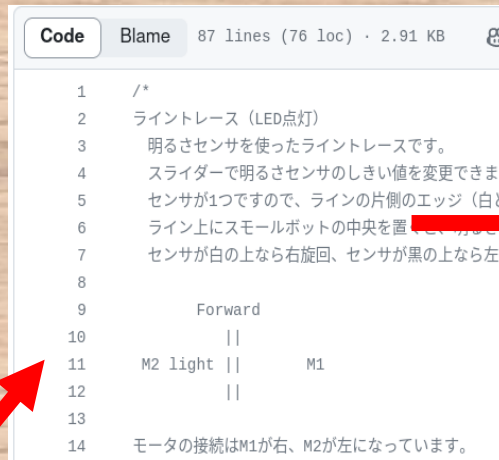 Code Blame 87 lines (76 loc) · 2.91 KB
1 /*
2 ライントレース（LED点灯）
3 明るさセンサを使ったライントレースです。
4 スライダーで明るさセンサのしきい値を変更できま
5 センサが1つですので、ラインの片側のエッジ（白と
6 ライン上にスモールボットの中央を置
7 センサが白の上なら右旋回、センサが黒の上なら左
8
9 Forward
10 ||
11 M2 light || M1
12 ||
13
14 モータの接続はM1が右、M2が左になっています。